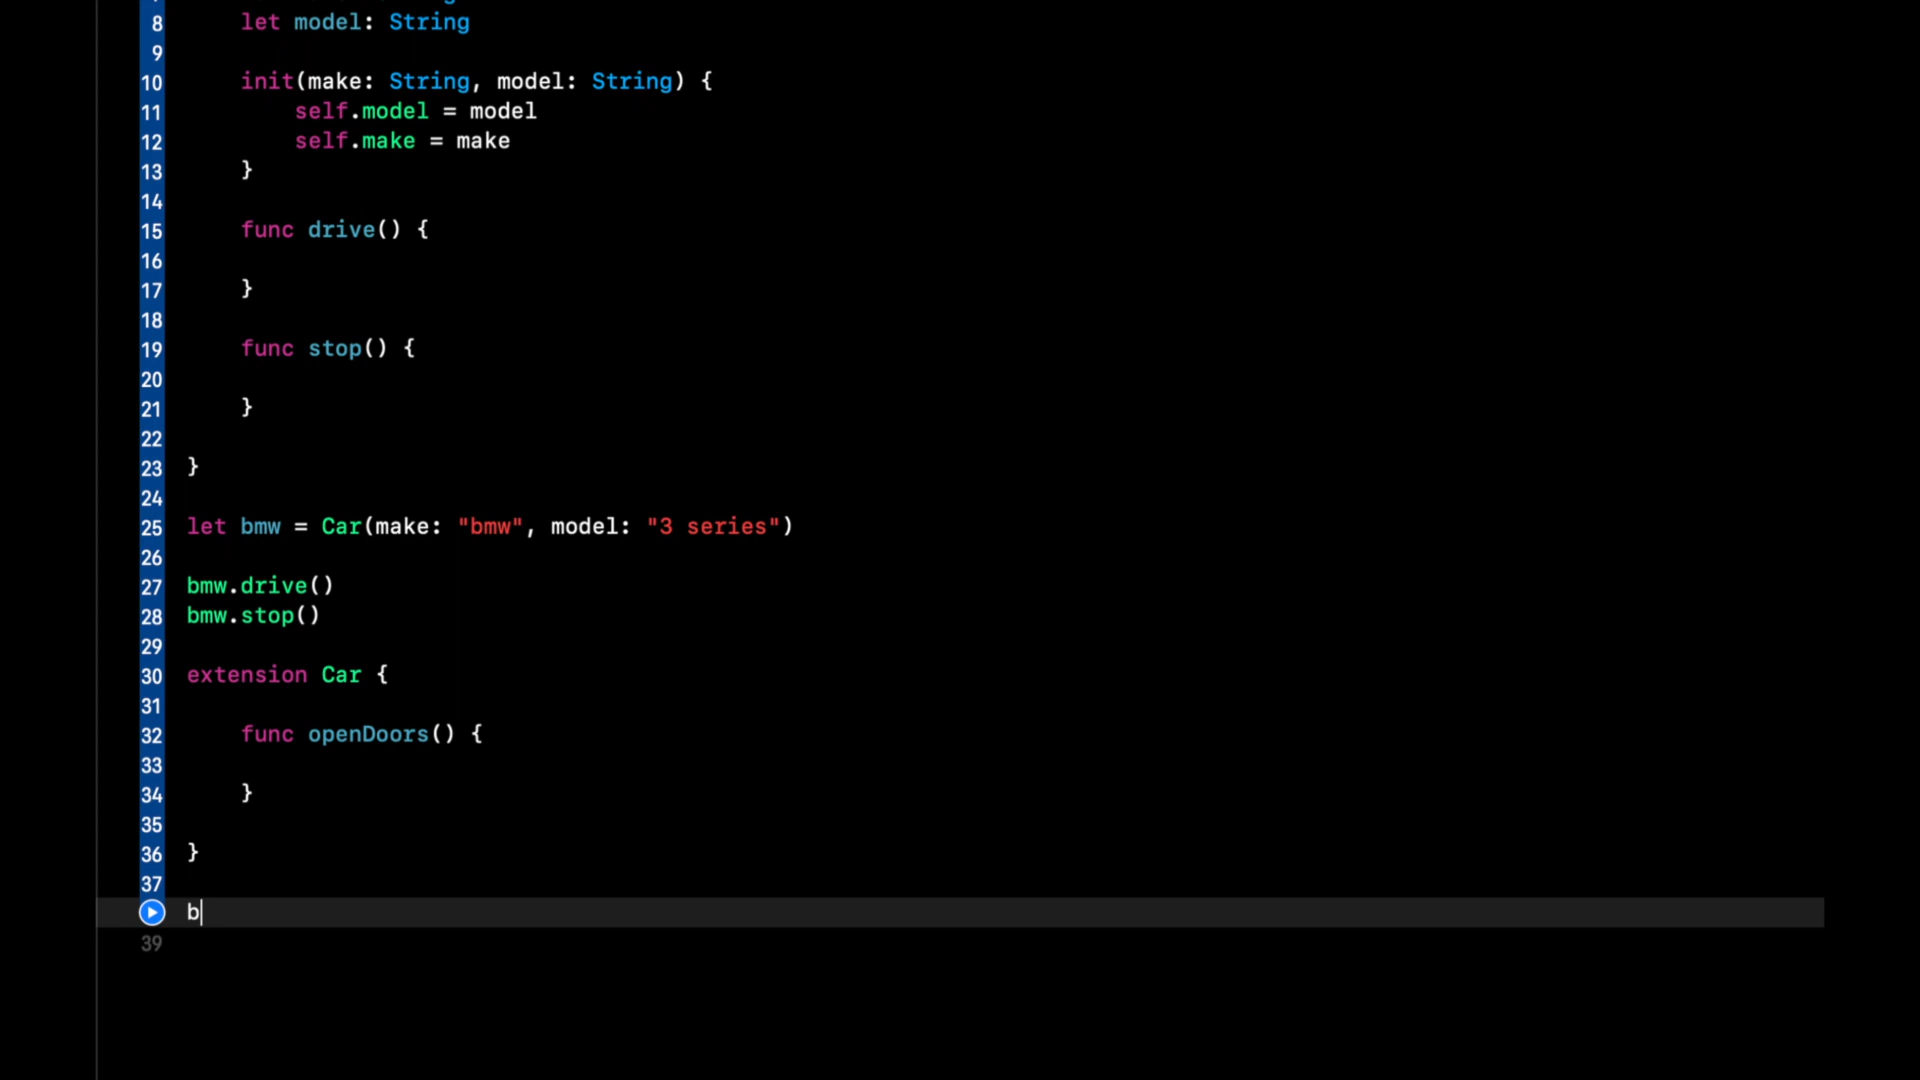 8 let model: String
9
10 init(make: String, model: String) {
11 self.model = model
12 self.make = make
13 }
14
15 func drive() {
16
17 }
18
19 func stop() {
20
21 }
22
23 }
24
25 let bmw = Car(make: "bmw", model: "3 series")
26
27 bmw.drive()
28 bmw.stop()
29
30 extension Car {
31
32 func openDoors() {
33
34 }
35
36 }
37
b
39